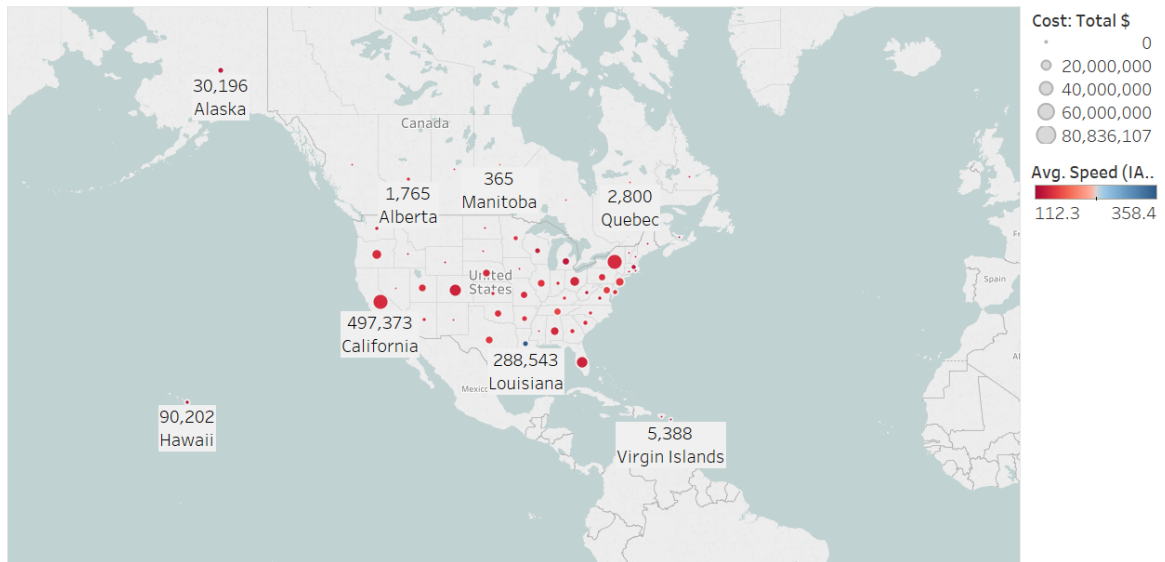 30,196
Alaska
Canada
1,765
Alberta
365
Manitoba
2,800
Quebec
United
States
497,373
California
288,543
Louisiana
90,202
Hawaii
5,388
Virgin Islands
Spain
Cost: Total $
0
20,000,000
40,000,000
60,000,000
80,836,107
Avg. Speed (IA..
112.3 358.4